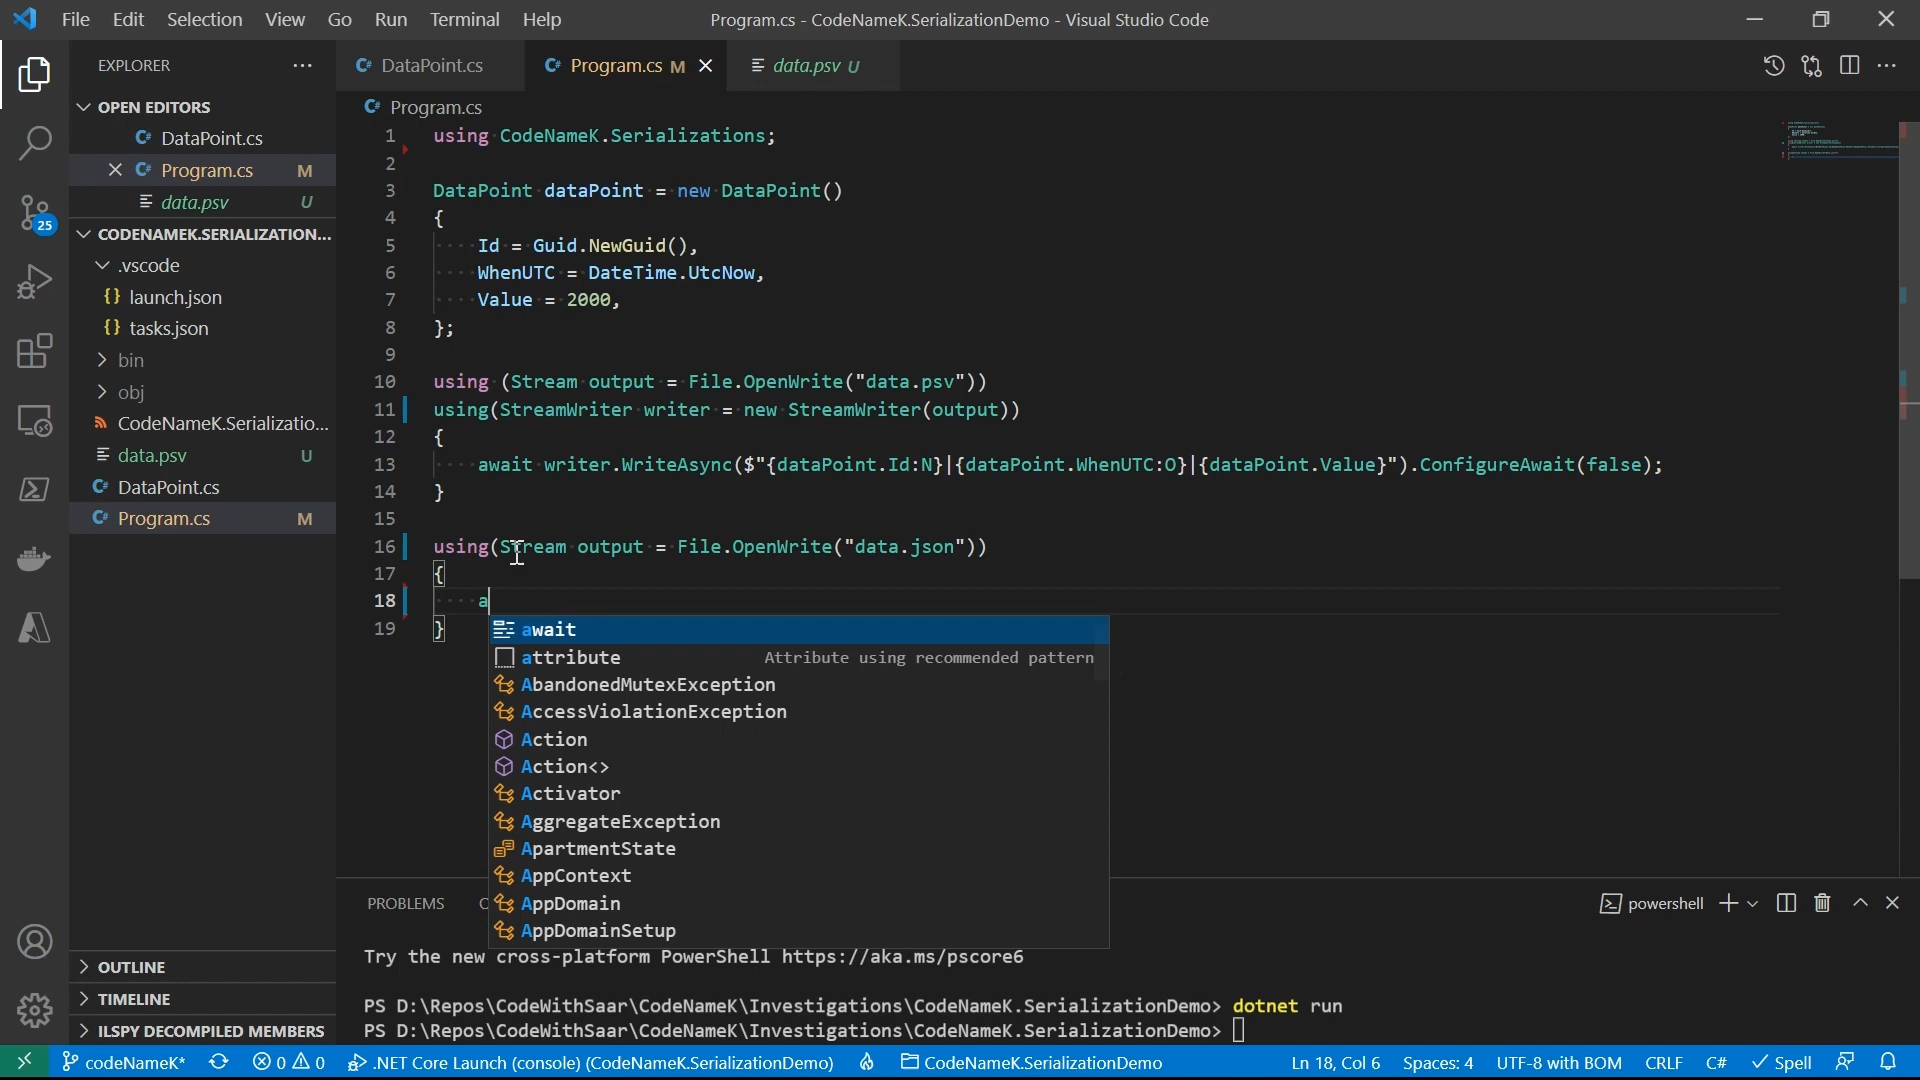 File Edit Selection View Go Run Terminal Help
Program.cs - CodeNameK.SerializationDemo - Visual Studio Code
EXPLORER
DataPoint.cs
Program.cs M
data.psv U
OPEN EDITORS
DataPoint.cs
Program.cs M
data.psv U
CODENAMEK.SERIALIZATION...
.vscode
launch.json
tasks.json
bin
obj
CodeNameK.Serializatio...
data.psv U
DataPoint.cs
Program.cs M
OUTLINE
TIMELINE
ILSPY DECOMPILED MEMBERS
25
Program.cs
1 using CodeNameK.Serializations;
2
3 DataPoint dataPoint = new DataPoint()
4 {
5 Id = Guid.NewGuid(),
6 WhenUTC = DateTime.UtcNow,
7 Value = 2000,
8 };
9
10 using (Stream output = File.OpenWrite("data.psv"))
11 using(StreamWriter writer = new StreamWriter(output))
12 {
13 await writer.WriteAsync($"{dataPoint.Id:N}|{dataPoint.WhenUTC:O}|{dataPoint.Value}").ConfigureAwait(false);
14 }
15
16 using(Stream output = File.OpenWrite("data.json"))
17 {
18 a
19 }
await
attribute Attribute using recommended pattern
AbandonedMutexException
AccessViolationException
Action
Action<>
Activator
AggregateException
ApartmentState
AppContext
AppDomain
AppDomainSetup
PROBLEMS
powershell
Try the new cross-platform PowerShell https://aka.ms/pscore6
PS D:\Repos\CodeWithSaar\CodeNameK\Investigations\CodeNameK.SerializationDemo> dotnet run
PS D:\Repos\CodeWithSaar\CodeNameK\Investigations\CodeNameK.SerializationDemo>
codeNameK* 0 0 .NET Core Launch (console) (CodeNameK.SerializationDemo) CodeNameK.SerializationDemo Ln 18, Col 6 Spaces: 4 UTF-8 with BOM CRLF C# Spell